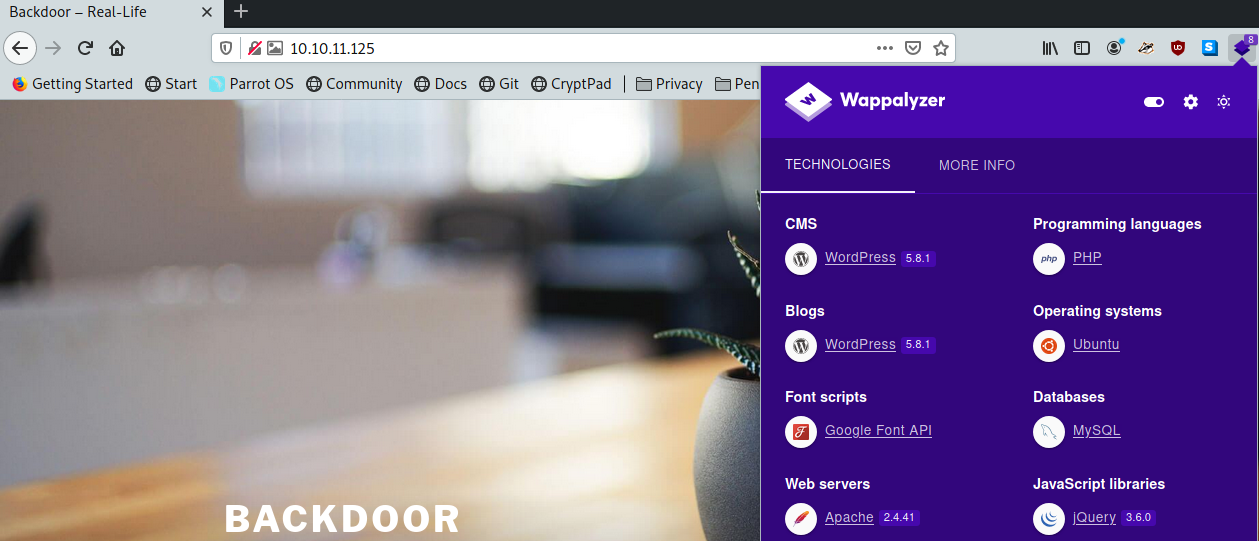 Backdoor – Real-Life
10.10.11.125
8
Getting Started Start Parrot OS Community Docs Git CryptPad Privacy Pen
Wappalyzer
TECHNOLOGIES MORE INFO
CMS Programming languages
WordPress 5.8.1 php PHP
Blogs Operating systems
WordPress 5.8.1 Ubuntu
Font scripts Databases
Google Font API MySQL
Web servers JavaScript libraries
Apache 2.4.41 jQuery 3.6.0
BACKDOOR